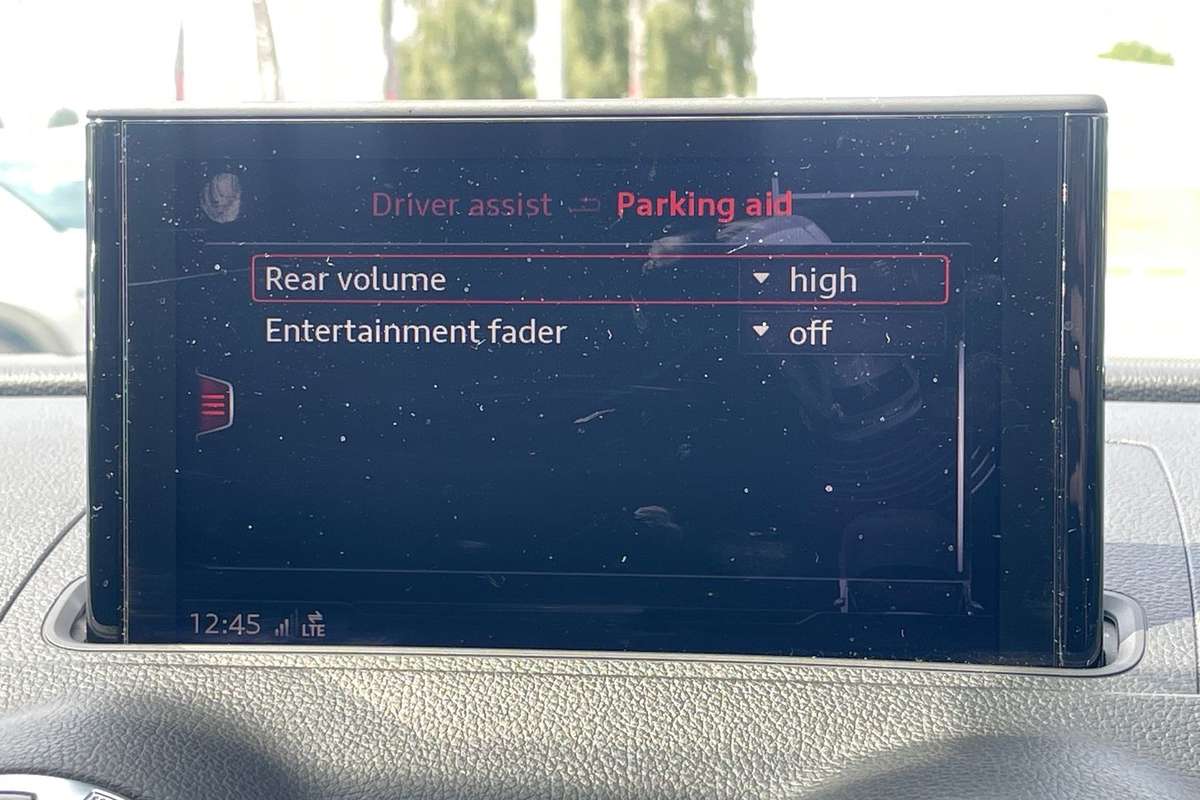 Driver assist Parking aid
Rear volume high
Entertainment fader off
12:45 LTE